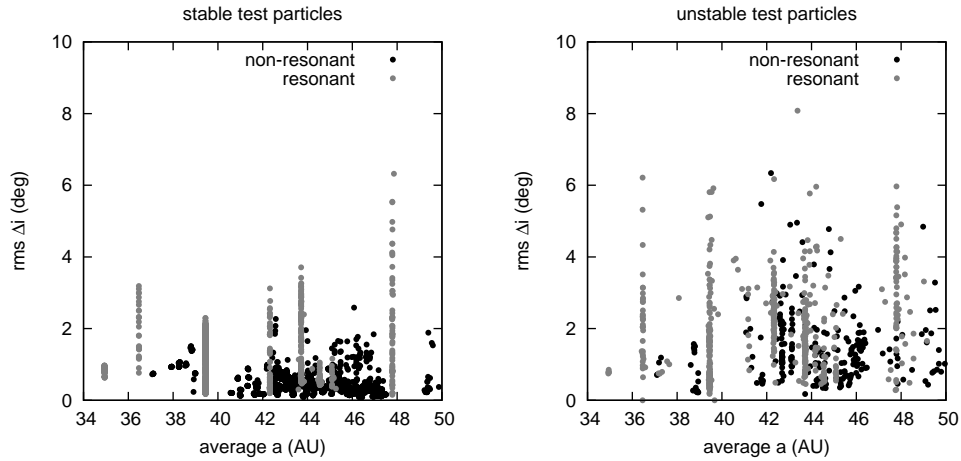 stable test particles
10
8
6
4
2
0
rms Δi (deg)
non-resonant
resonant
34 36 38 40 42 44 46 48 50
average a (AU)
unstable test particles
10
8
6
4
2
0
rms Δi (deg)
non-resonant
resonant
34 36 38 40 42 44 46 48 50
average a (AU)